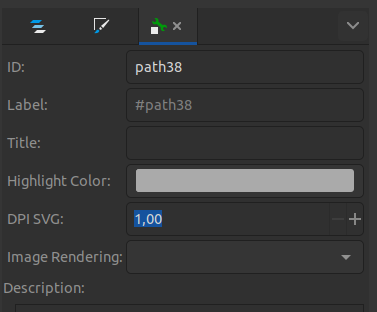 ID: path38
Label: #path38
Title:
Highlight Color:
DPI SVG: 1,00
Image Rendering:
Description: